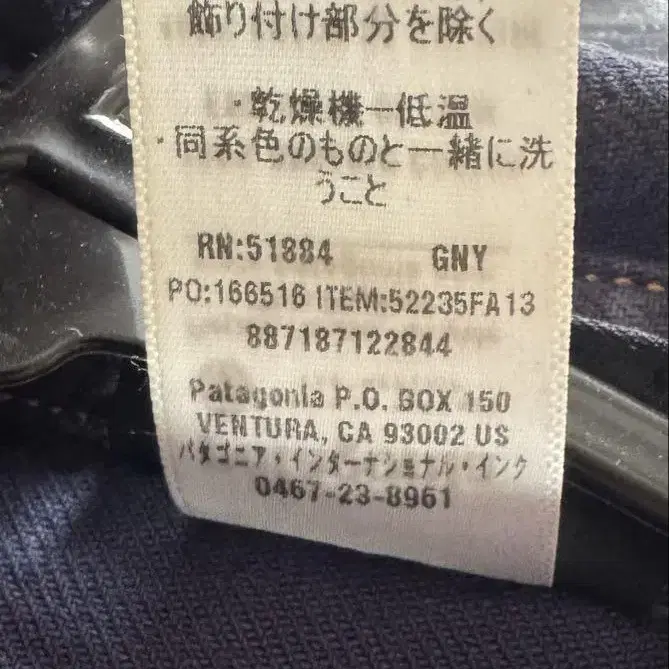 飾り付け部分を除く
・乾燥機ー低温
・同系色のものと一緒に洗
うこと
RN:51884 GNY
PO:166516 ITEM:52235FA13
887187122844
Patagonia P.O. BOX 150
VENTURA, CA 93002 US
パタゴニア・インターナショナル・インク
0467-23-8961